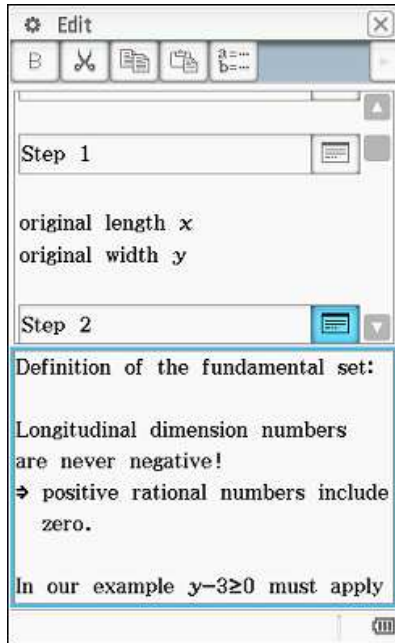 Edit
B a=... b=...
Step 1
original length x
original width y
Step 2
Definition of the fundamental set:
Longitudinal dimension numbers
are never negative!
⇒ positive rational numbers include
zero.
In our example y−3≥0 must apply